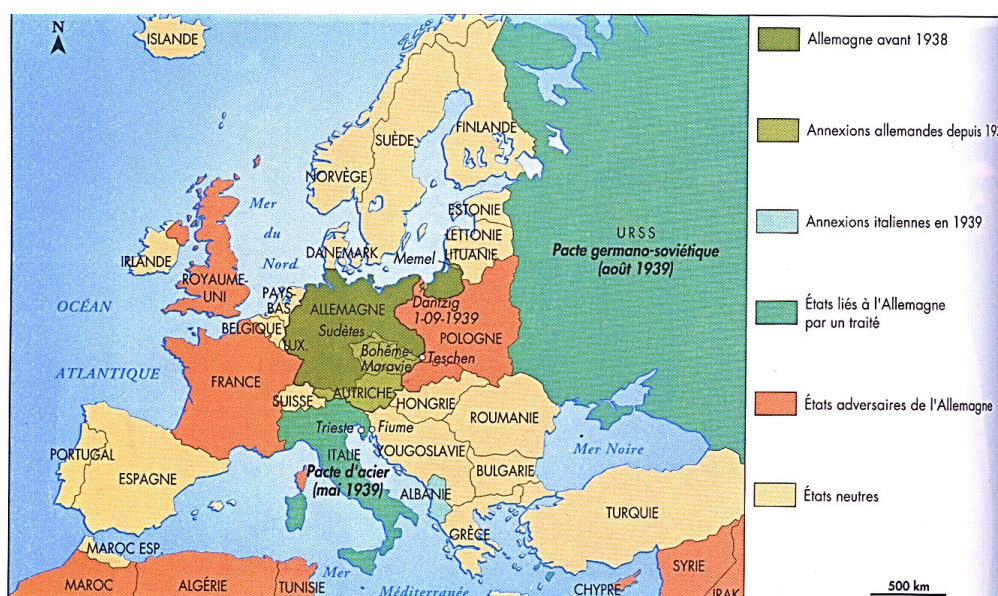 N
ISLANDE
FINLANDE
SUÈDE
NORVÈGE
Mer
du
Nord
ESTONIE
LETTONIE
LITUANIE
DANEMARK
Memel
IRLANDE
ROYAUME-
UNI
URSS
Pacte germano-soviétique
(août 1939)
OCÉAN
ATLANTIQUE
PAYS-
BAS
BELGIQUE
LUX.
ALLEMAGNE
Sudètes
Dantzig
1-09-1939
POLOGNE
Bohême-
Moravie
Teschen
FRANCE
SUISSE
AUTRICHE
HONGRIE
ROUMANIE
Trieste
Fiume
ITALIE
Pacte d'acier
(mai 1939)
YOUGOSLAVIE
BULGARIE
Mer Noire
ALBANIE
PORTUGAL
ESPAGNE
GRÈCE
TURQUIE
MAROC ESP.
MAROC
ALGÉRIE
TUNISIE
Mer
Méditerranée
CHYPRE
SYRIE
IRAK
Allemagne avant 1938
Annexions allemandes depuis
Annexions italiennes en 1939
États liés à l'Allemagne
par un traité
États adversaires de l'Allemagne
États neutres
500 km